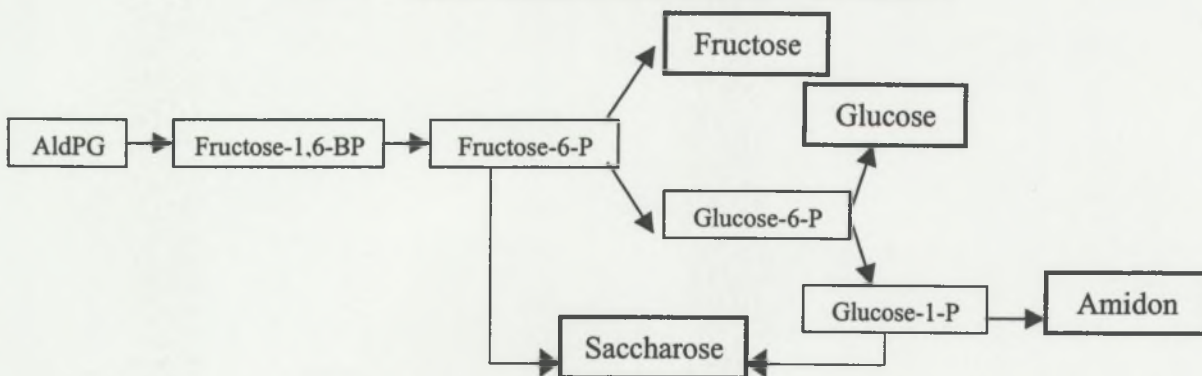 Fructose
Glucose
AldPG
Fructose-1,6-BP
Fructose-6-P
Glucose-6-P
Glucose-1-P
Amidon
Saccharose